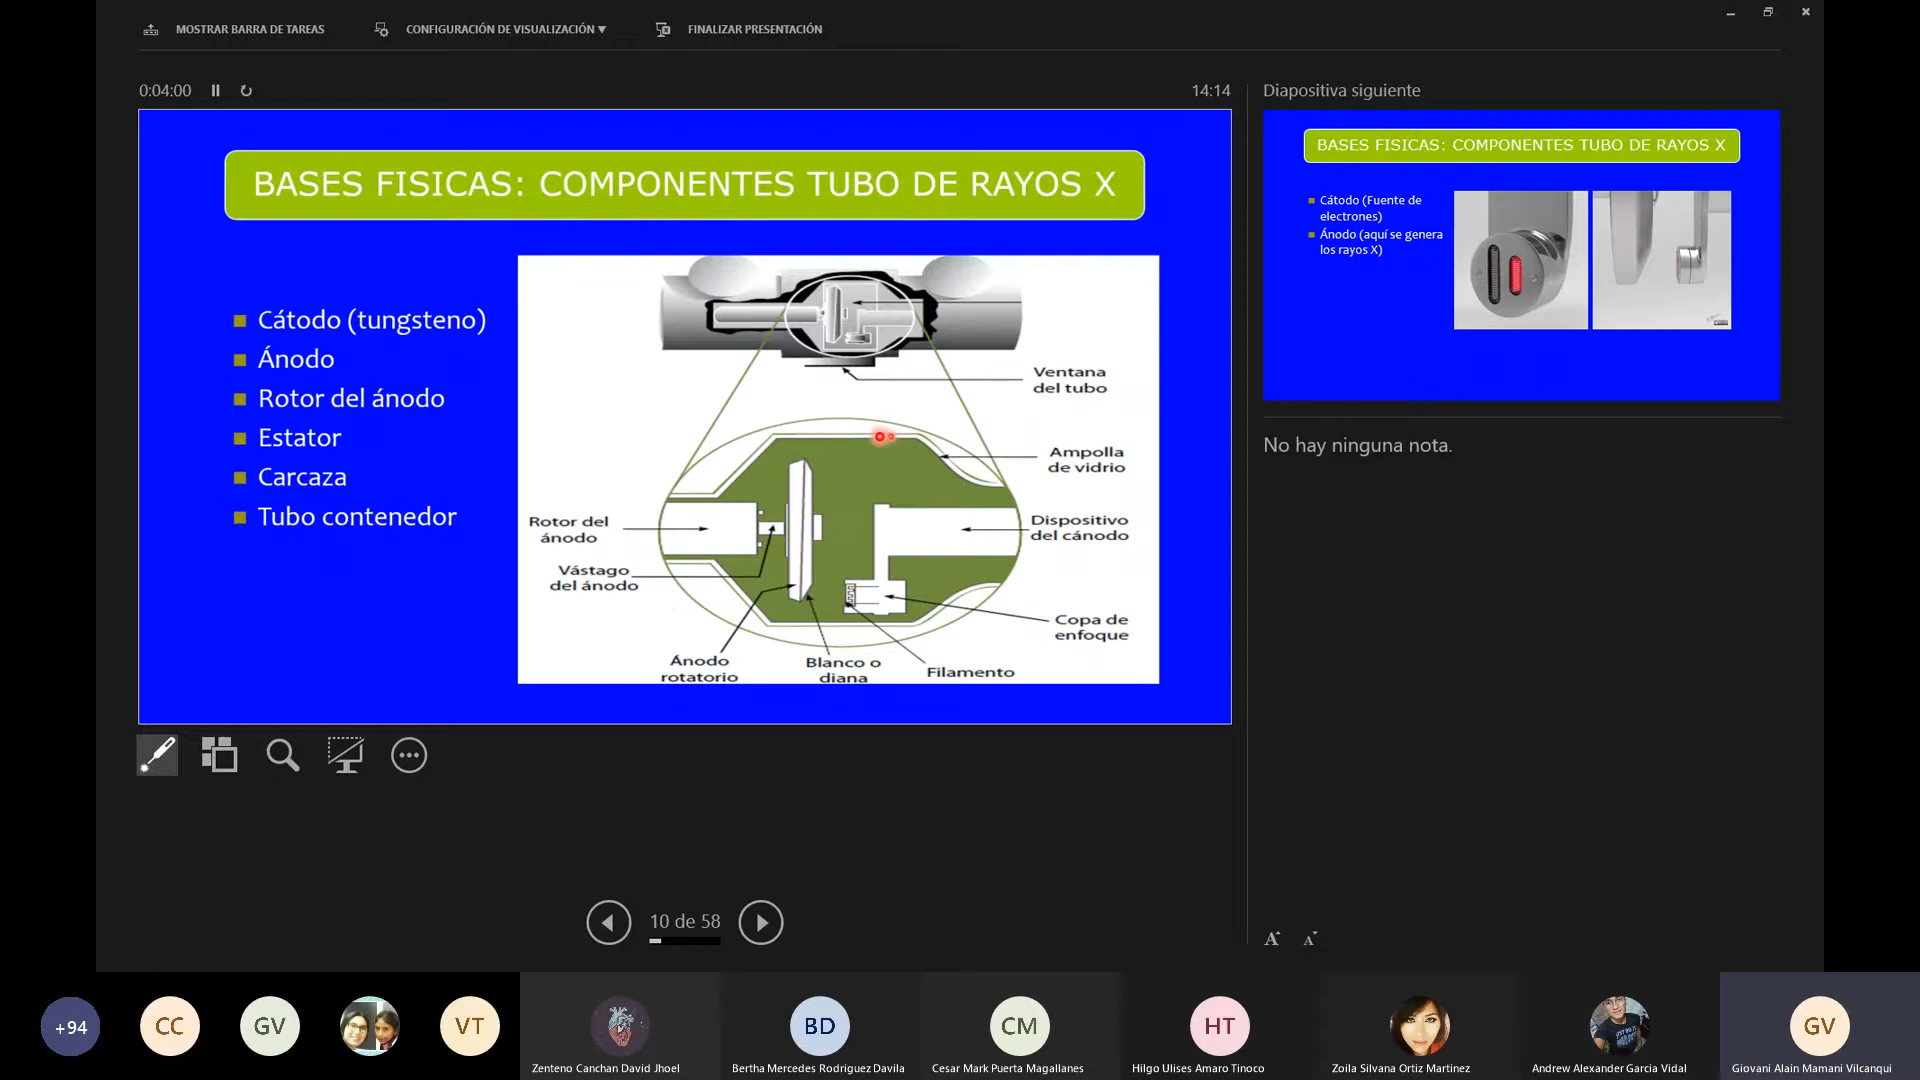 MOSTRAR BARRA DE TAREAS
CONFIGURACIÓN DE VISUALIZACIÓN ▼
FINALIZAR PRESENTACIÓN
0:04:00
14:14
BASES FISICAS: COMPONENTES TUBO DE RAYOS X
Cátodo (tungsteno)
Ánodo
Rotor del ánodo
Estator
Carcaza
Tubo contenedor
Ventana
del tubo
Ampolla
de vidrio
Rotor del
ánodo
Dispositivo
del cánodo
Vástago
del ánodo
Copa de
enfoque
Ánodo
rotatorio
Blanco o
diana
Filamento
Diapositiva siguiente
BASES FISICAS: COMPONENTES TUBO DE RAYOS X
Cátodo (Fuente de
electrones)
Ánodo (aquí se genera
los rayos X)
No hay ninguna nota.
10 de 58
A A
+94
CC
GV
VT
BD
CM
HT
GV
Zenteno Canchan David Jhoel
Bertha Mercedes Rodriguez Davila
Cesar Mark Puerta Magallanes
Hilgo Ulises Amaro Tinoco
Zoila Silvana Ortiz Martinez
Andrew Alexander Garcia Vidal
Giovani Alain Mamani Vilcanqui